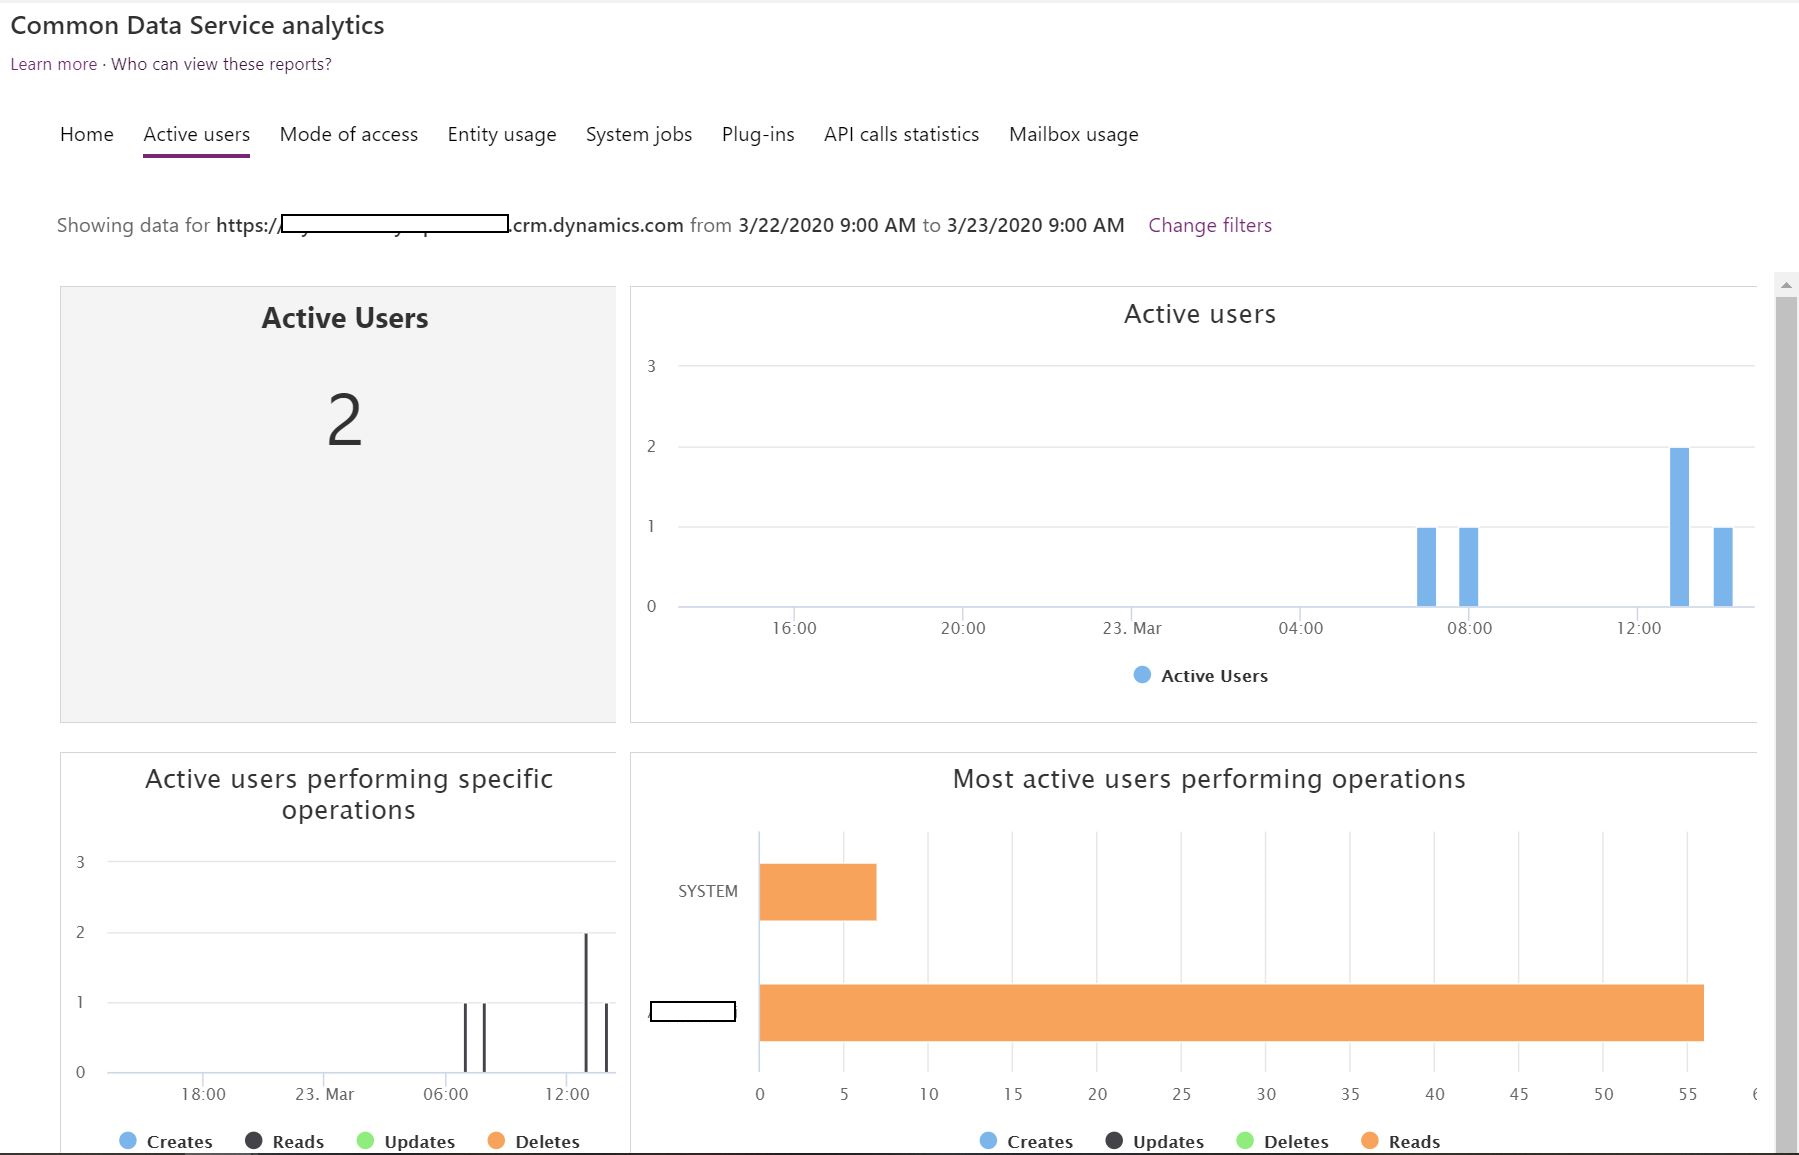 Common Data Service analytics
Learn more · Who can view these reports?
Home Active users Mode of access Entity usage System jobs Plug-ins API calls statistics Mailbox usage
Showing data for https:// .crm.dynamics.com from 3/22/2020 9:00 AM to 3/23/2020 9:00 AM Change filters
Active Users
2
Active users
3
2
1
0
16:00 20:00 23. Mar 04:00 08:00 12:00
Active Users
Active users performing specific
operations
3
2
1
0
18:00 23. Mar 06:00 12:00
Creates Reads Updates Deletes
Most active users performing operations
SYSTEM
0 5 10 15 20 25 30 35 40 45 50 55
Creates Updates Deletes Reads